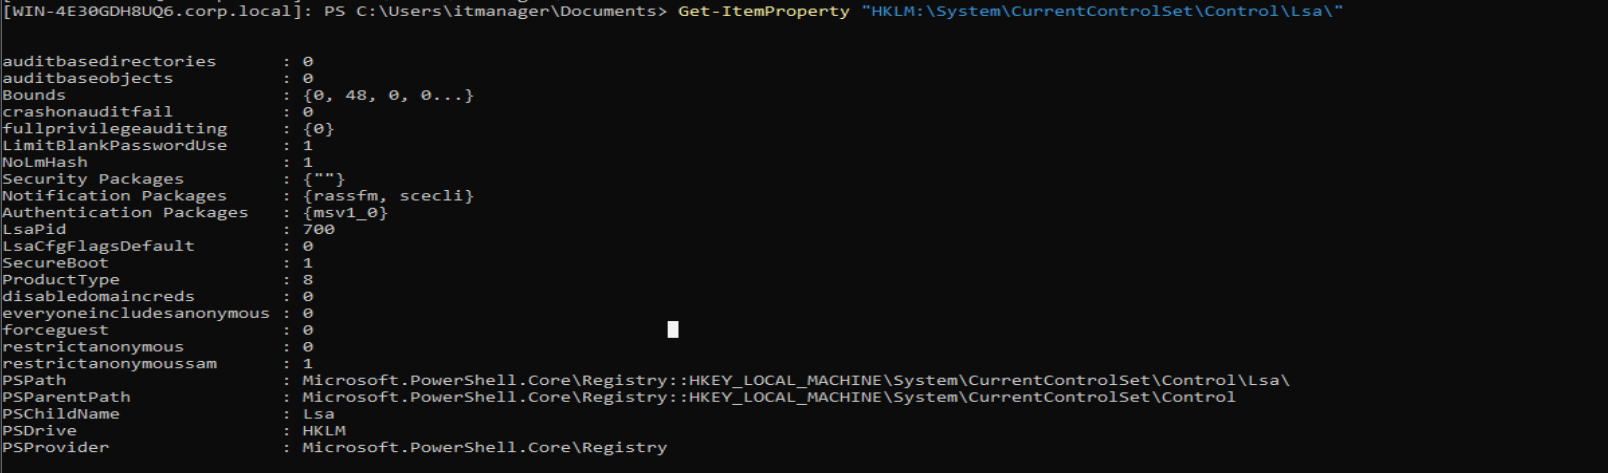 [WIN-4E30GDH8UQ6.corp.local]: PS C:\Users\itmanager\Documents> Get-ItemProperty "HKLM:\System\CurrentControlSet\Control\Lsa\"
auditbasedirectories : 0
auditbaseobjects : 0
Bounds : {0, 48, 0, 0...}
crashonauditfail : 0
fullprivilegeauditing : {0}
LimitBlankPasswordUse : 1
NoLmHash : 1
Security Packages : {""}
Notification Packages : {rassfm, scecli}
Authentication Packages : {msv1_0}
LsaPid : 700
LsaCfgFlagsDefault : 0
SecureBoot : 1
ProductType : 8
disabledomaincreds : 0
everyoneincludesanonymous : 0
forceguest : 0
restrictanonymous : 0
restrictanonymoussam : 1
PSPath : Microsoft.PowerShell.Core\Registry::HKEY_LOCAL_MACHINE\System\CurrentControlSet\Control\Lsa\
PSParentPath : Microsoft.PowerShell.Core\Registry::HKEY_LOCAL_MACHINE\System\CurrentControlSet\Control
PSChildName : Lsa
PSDrive : HKLM
PSProvider : Microsoft.PowerShell.Core\Registry